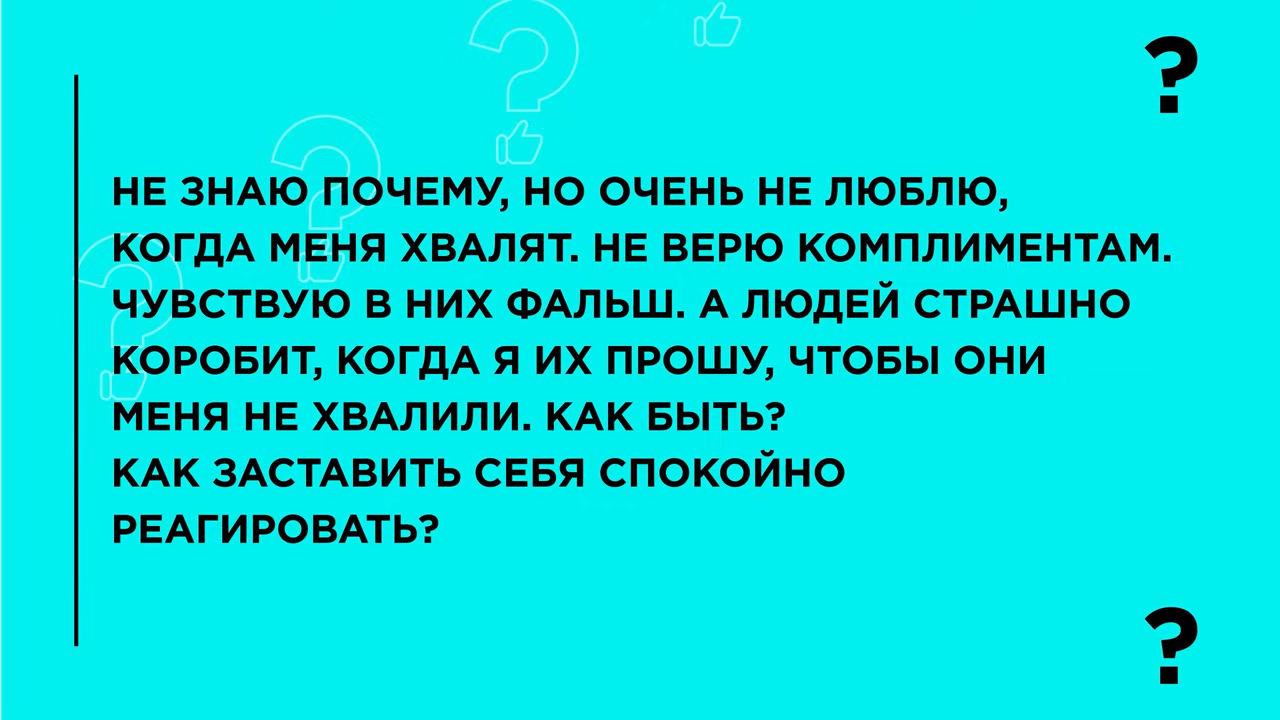 НЕ ЗНАЮ ПОЧЕМУ, НО ОЧЕНЬ НЕ ЛЮБЛЮ,
КОГДА МЕНЯ ХВАЛЯТ. НЕ ВЕРЮ КОМПЛИМЕНТАМ.
ЧУВСТВУЮ В НИХ ФАЛЬШ. А ЛЮДЕЙ СТРАШНО
КОРОБИТ, КОГДА Я ИХ ПРОШУ, ЧТОБЫ ОНИ
МЕНЯ НЕ ХВАЛИЛИ. КАК БЫТЬ?
КАК ЗАСТАВИТЬ СЕБЯ СПОКОЙНО
РЕАГИРОВАТЬ?